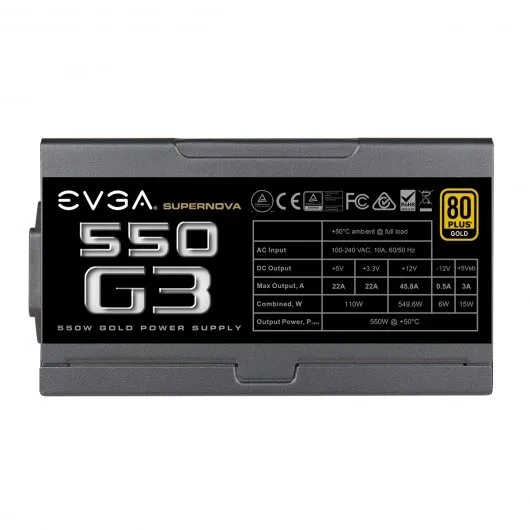 EVGA. SUPERNOVA
550
G3
550W GOLD POWER SUPPLY
80
PLUS
GOLD
+50°C ambient @ full load
AC Input 100-240 VAC, 10A, 60/50 Hz
DC Output +5V +3.3V +12V -12V +5Vsb
Max Output, A 22A 22A 45.8A 0.5A 3A
Combined, W 110W 549.6W 6W 15W
Output Power, Pcont 550W @ +50°C